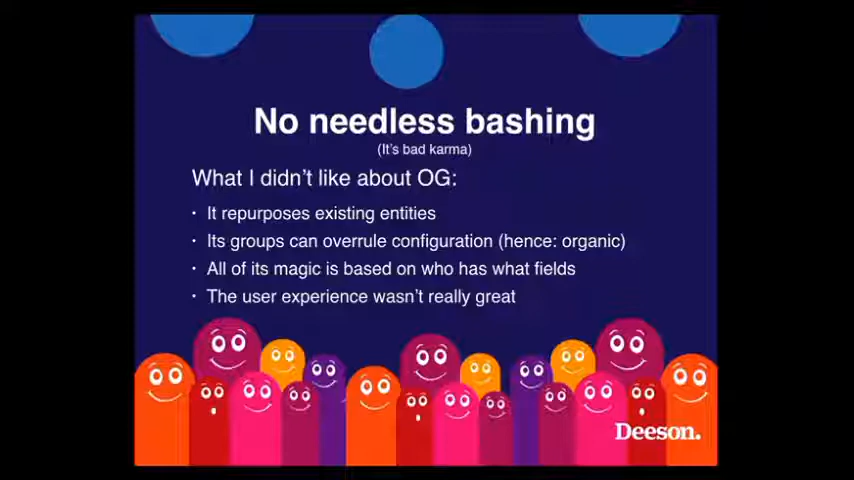 No needless bashing
(It's bad karma)
What I didn't like about OG:
· It repurposes existing entities
· Its groups can overrule configuration (hence: organic)
· All of its magic is based on who has what fields
· The user experience wasn't really great
Deeson.